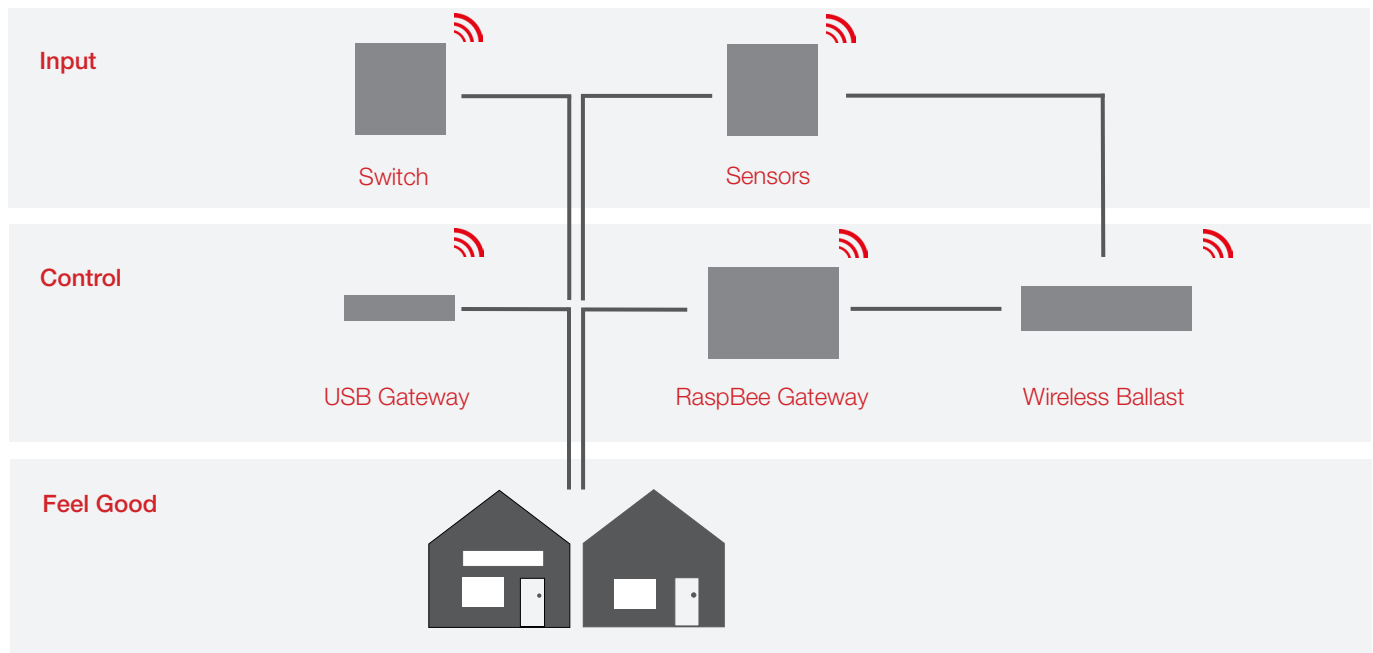 Input
Switch
Sensors
Control
USB Gateway
RaspBee Gateway
Wireless Ballast
Feel Good